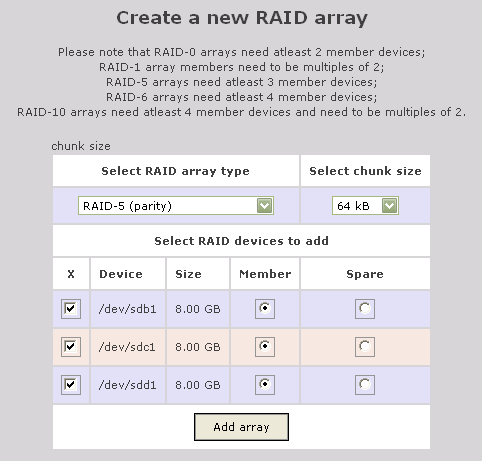 Create a new RAID array
Please note that RAID-0 arrays need atleast 2 member devices;
RAID-1 array members need to be multiples of 2;
RAID-5 arrays need atleast 3 member devices;
RAID-6 arrays need atleast 4 member devices;
RAID-10 arrays need atleast 4 member devices and need to be multiples of 2.
chunk size
Select RAID array type Select chunk size
RAID-5 (parity) 64 kB
Select RAID devices to add
X Device Size Member Spare
/dev/sdb1 8.00 GB
/dev/sdc1 8.00 GB
/dev/sdd1 8.00 GB
Add array